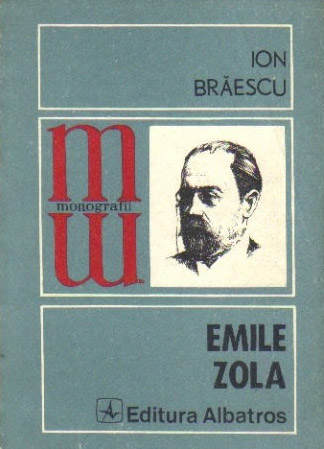 ION
BRĂESCU
m
monografii
m
EMILE
ZOLA
Editura Albatros